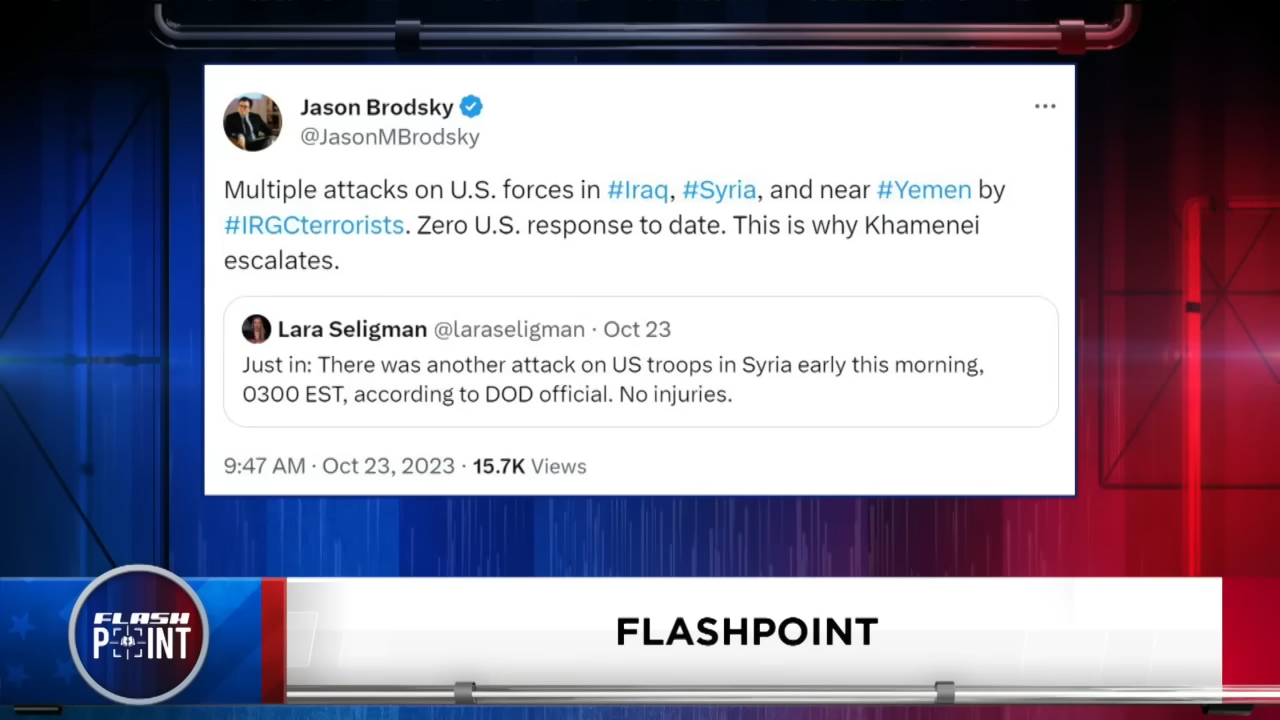 Jason Brodsky
@JasonMBrodsky
Multiple attacks on U.S. forces in #Iraq, #Syria, and near #Yemen by
#IRGCterrorists. Zero U.S. response to date. This is why Khamenei
escalates.
Lara Seligman @laraseligman · Oct 23
Just in: There was another attack on US troops in Syria early this morning,
0300 EST, according to DOD official. No injuries.
9:47 AM · Oct 23, 2023 · 15.7K Views
FLASH
POINT
FLASHPOINT